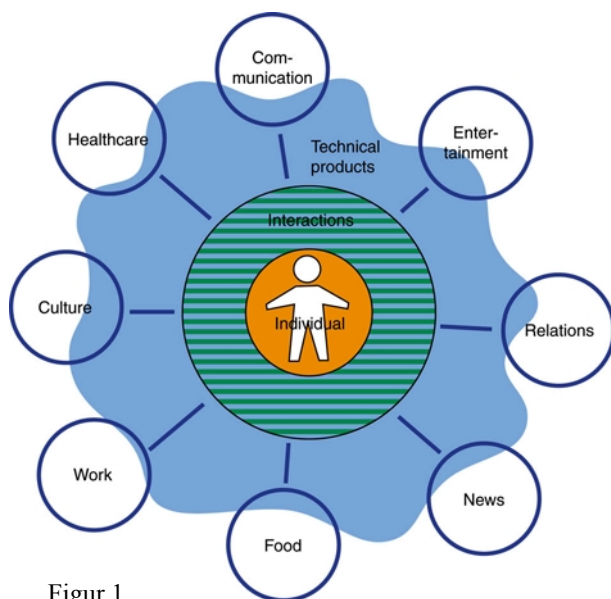 Com-
munication
Healthcare
Technical
products
Enter-
tainment
Interactions
Culture
Individual
Relations
Work
News
Food
Figur 1